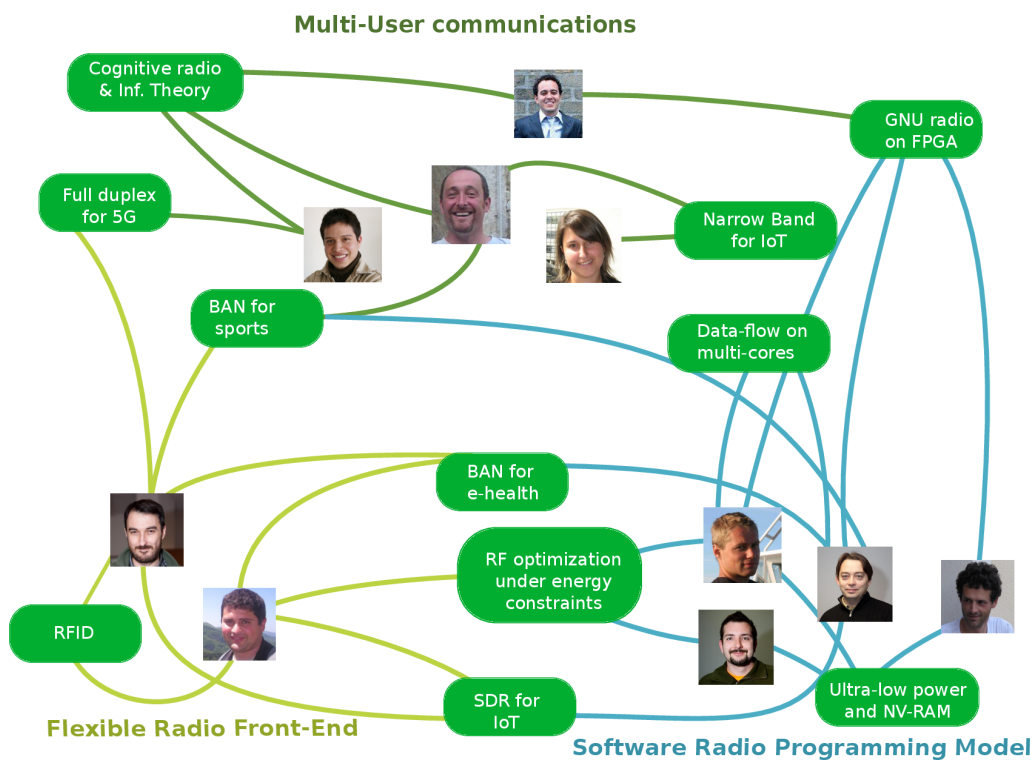 Multi-User communications
Cognitive radio
& Inf. Theory
GNU radio
on FPGA
Full duplex
for 5G
Narrow Band
for IoT
BAN for
sports
Data-flow on
multi-cores
BAN for
e-health
RF optimization
under energy
constraints
RFID
SDR for
IoT
Ultra-low power
and NV-RAM
Flexible Radio Front-End
Software Radio Programming Model